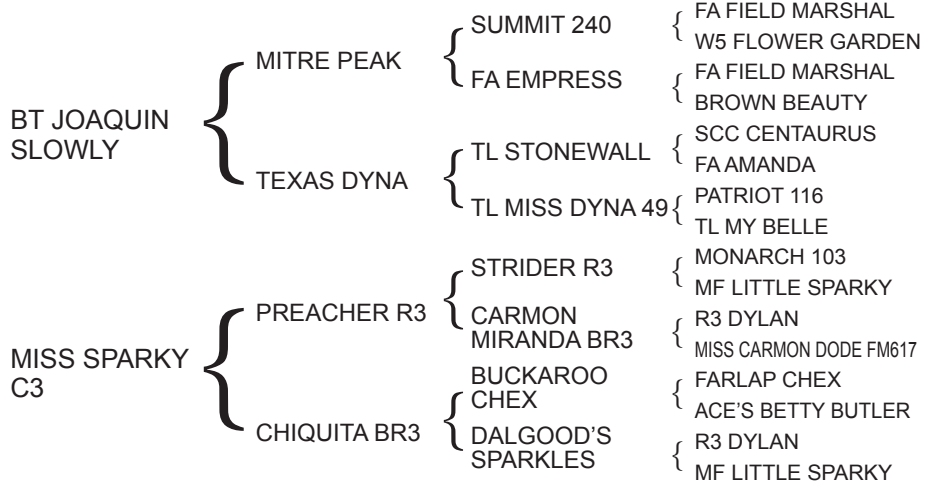 BT JOAQUIN
SLOWLY
MITRE PEAK
SUMMIT 240
FA FIELD MARSHAL
W5 FLOWER GARDEN
FA EMPRESS
FA FIELD MARSHAL
BROWN BEAUTY
TEXAS DYNA
TL STONEWALL
SCC CENTAURUS
FA AMANDA
TL MISS DYNA 49
PATRIOT 116
TL MY BELLE
MISS SPARKY
C3
PREACHER R3
STRIDER R3
MONARCH 103
MF LITTLE SPARKY
CARMON
MIRANDA BR3
R3 DYLAN
MISS CARMON DODE FM617
CHIQUITA BR3
BUCKAROO
CHEX
FARLAP CHEX
ACE'S BETTY BUTLER
DALGOOD'S
SPARKLES
R3 DYLAN
MF LITTLE SPARKY